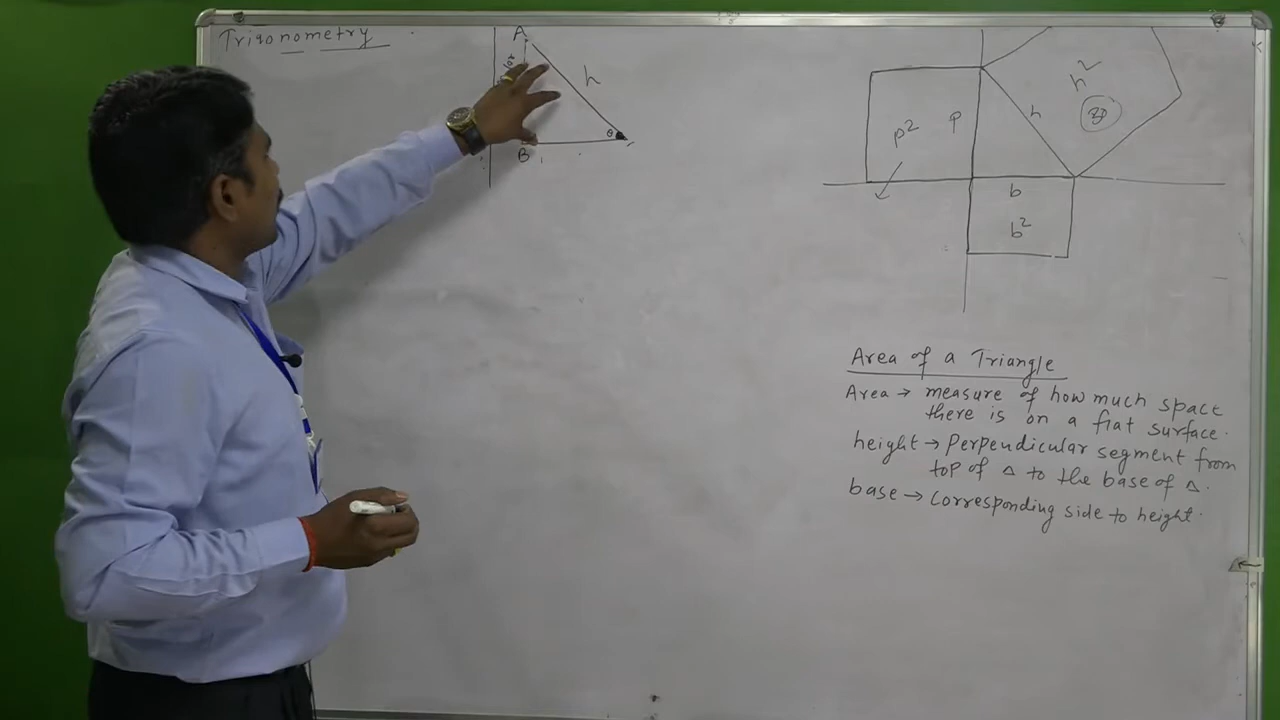 Trigonometry
A
h
θ
B
h²
p²
p
h
b
b²
Area of a Triangle
Area → measure of how much space
there is on a flat surface.
height → Perpendicular segment from
top of Δ to the base of Δ.
base → Corresponding side to height.